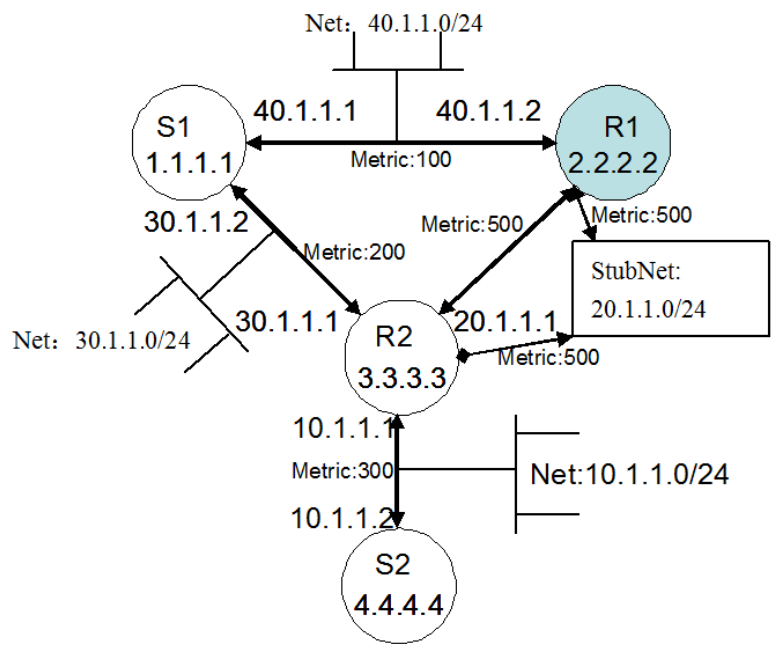 Net：40.1.1.0/24
40.1.1.1
40.1.1.2
S1
1.1.1.1
R1
2.2.2.2
Metric:100
30.1.1.2
Metric:500
Metric:500
Metric:200
StubNet:
20.1.1.0/24
Net：30.1.1.0/24
30.1.1.1
R2
3.3.3.3
20.1.1.1
Metric:500
10.1.1.1
Metric:300
Net:10.1.1.0/24
10.1.1.2
S2
4.4.4.4